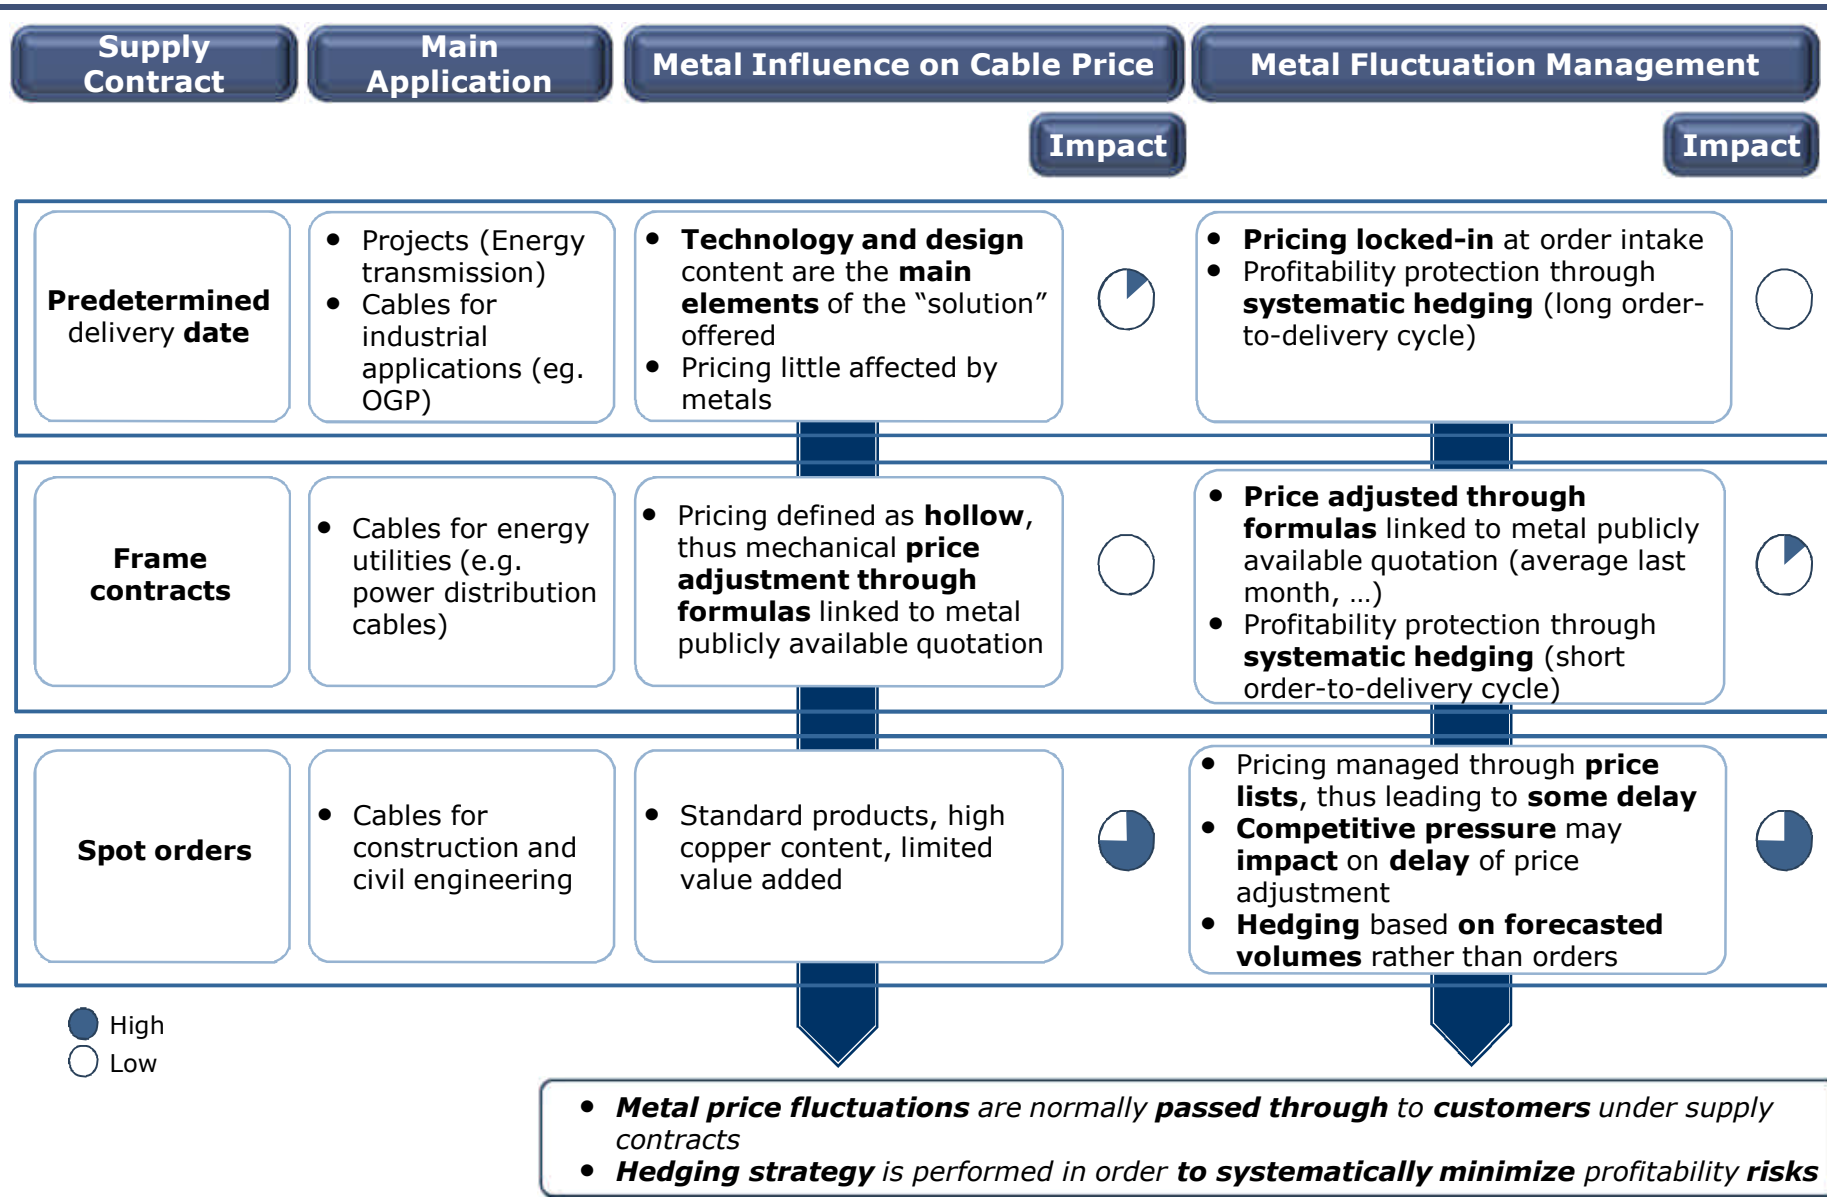 Supply
Contract
Main
Application
Metal Influence on Cable Price
Metal Fluctuation Management
Impact
Impact
Predetermined
delivery date
• Projects (Energy
transmission)
• Cables for
industrial
applications (eg.
OGP)
• Technology and design
content are the main
elements of the “solution”
offered
• Pricing little affected by
metals
• Pricing locked-in at order intake
• Profitability protection through
systematic hedging (long order-
to-delivery cycle)
Frame
contracts
• Cables for energy
utilities (e.g.
power distribution
cables)
• Pricing defined as hollow,
thus mechanical price
adjustment through
formulas linked to metal
publicly available quotation
• Price adjusted through
formulas linked to metal publicly
available quotation (average last
month, …)
• Profitability protection through
systematic hedging (short
order-to-delivery cycle)
Spot orders
• Cables for
construction and
civil engineering
• Standard products, high
copper content, limited
value added
• Pricing managed through price
lists, thus leading to some delay
• Competitive pressure may
impact on delay of price
adjustment
• Hedging based on forecasted
volumes rather than orders
High
Low
• Metal price fluctuations are normally passed through to customers under supply
contracts
• Hedging strategy is performed in order to systematically minimize profitability risks